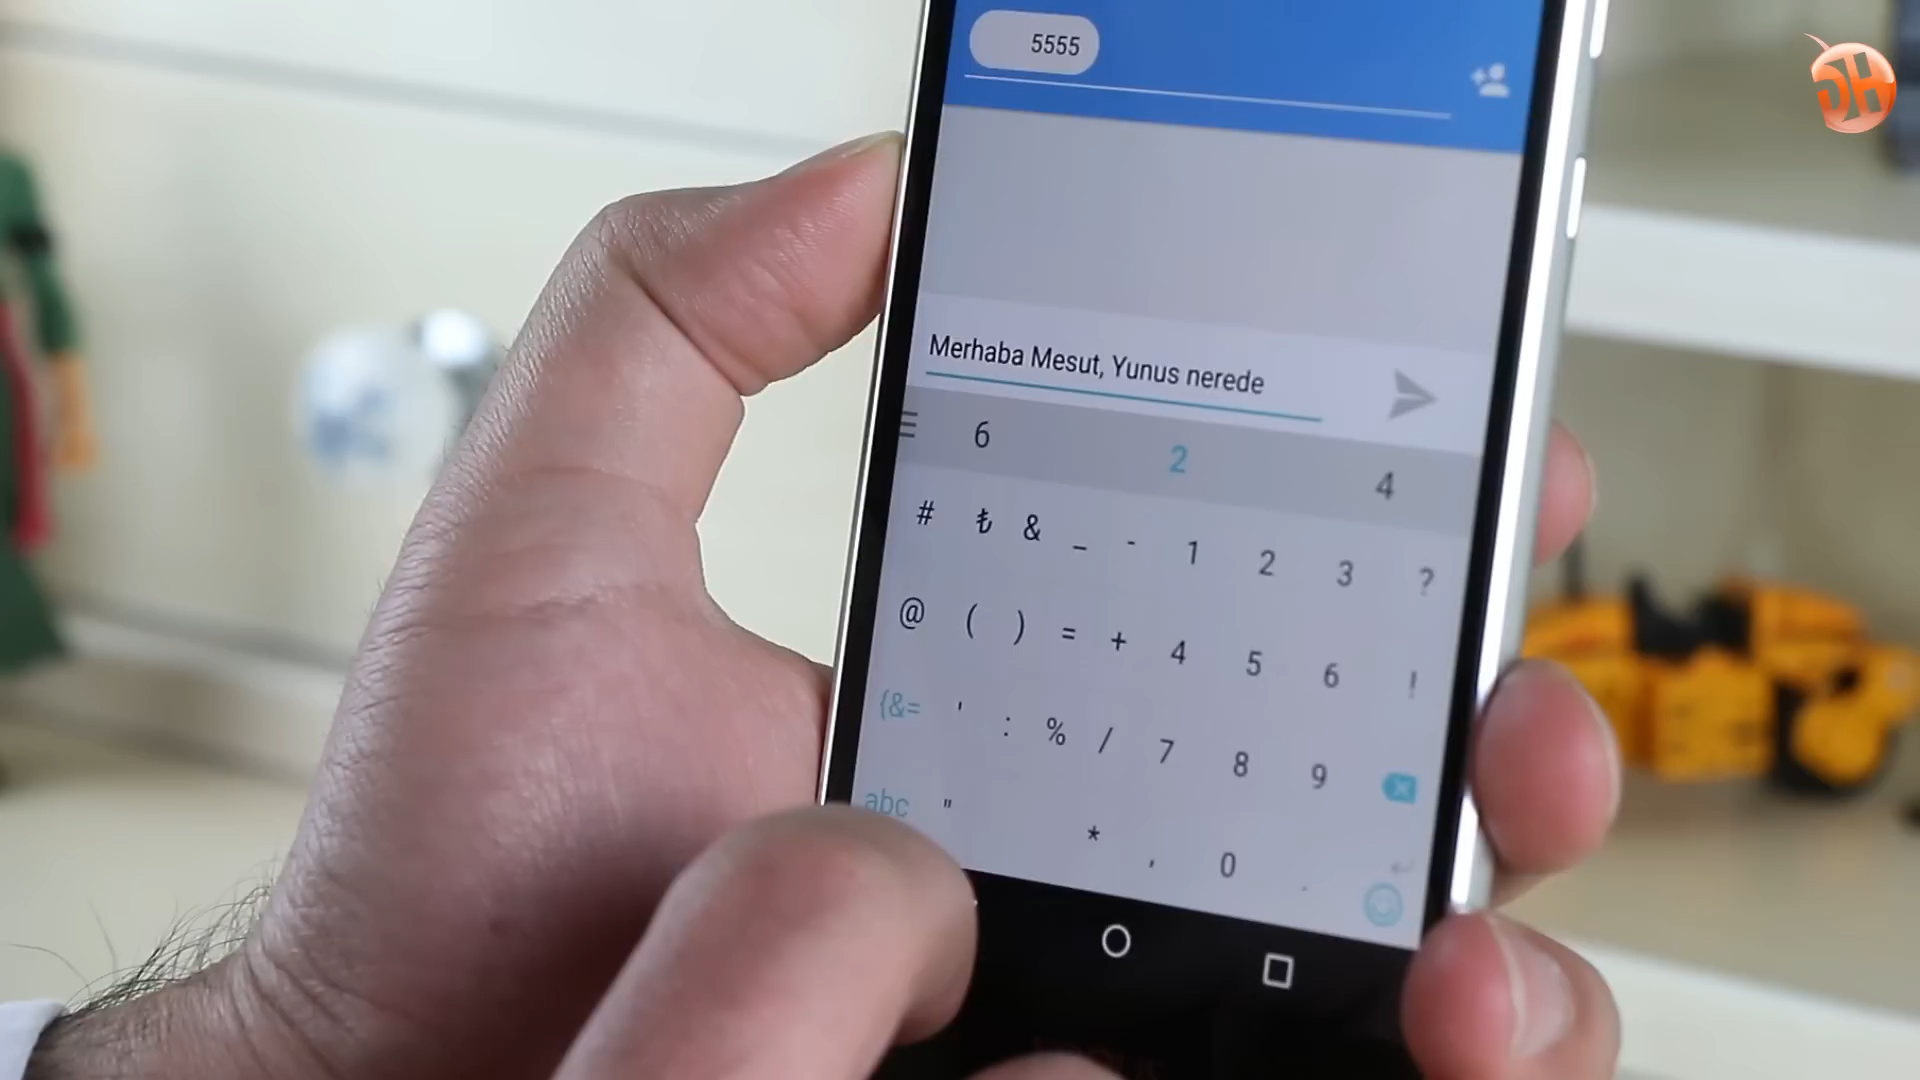 5555
Merhaba Mesut, Yunus nerede
6 2 4
# ₺ & _ - 1 2 3 ?
@ ( ) = + 4 5 6 !
{&= ' : % / 7 8 9
abc " * , 0 .